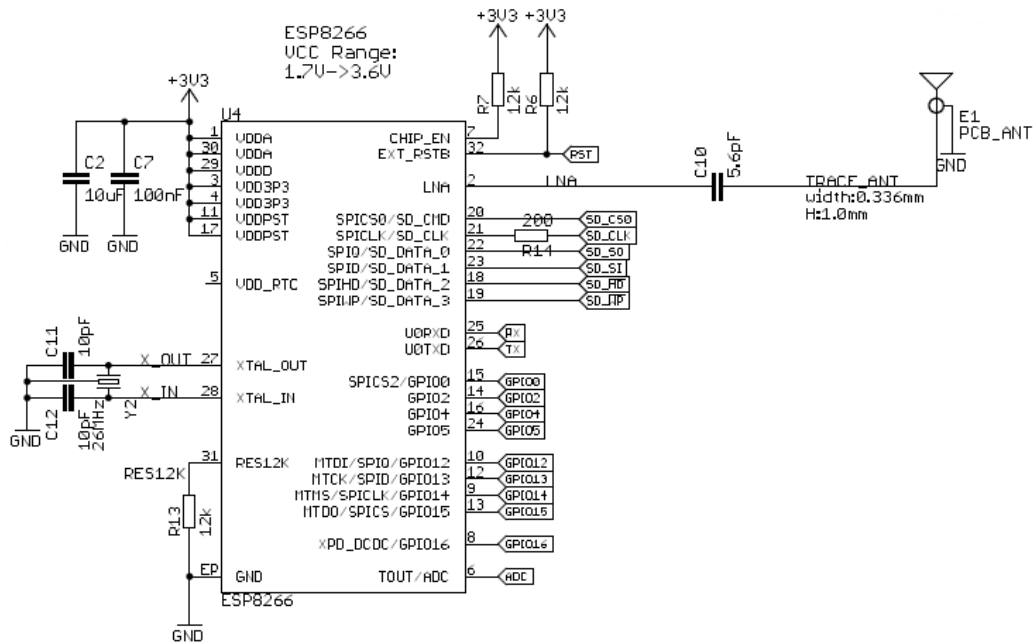 ESP8266
VCC Range:
1.7V->3.6V
+3V3
+3V3
+3V3
R7
12k
R6
12k
U4
1
VDDA
30
VDDA
29
VDDD
3
VDD3P3
4
VDD3P3
11
VDDPST
17
VDDPST
5
VDD_RTC
C2
10uF
C7
100nF
GND
GND
CHIP_EN
7
EXT_RSTB
32
RST
LNA
2
LNA
C10
5.6pF
TRACE_ANT
width:0.336mm
H:1.0mm
E1
PCB_ANT
GND
SPICS0/SD_CMD
20
SD_CS0
SPICLK/SD_CLK
21
200
R14
SD_CLK
SPIQ/SD_DATA_0
22
SD_SO
SPID/SD_DATA_1
23
SD_SI
SPIHD/SD_DATA_2
18
SD_HD
SPIWP/SD_DATA_3
19
SD_WP
U0RXD
25
RX
U0TXD
26
TX
C11
10pF
X_OUT
27
XTAL_OUT
X_IN
28
XTAL_IN
C12
10pF
26MHz
Y2
GND
SPICS2/GPIO0
15
GPIO0
GPIO2
14
GPIO2
GPIO4
16
GPIO4
GPIO5
24
GPIO5
RES12K
31
RES12K
R13
12k
MTDI/SPIQ/GPIO12
10
GPIO12
MTCK/SPID/GPIO13
12
GPIO13
MTMS/SPICLK/GPIO14
9
GPIO14
MTDO/SPICS/GPIO15
13
GPIO15
XPD_DCDC/GPIO16
8
GPIO16
EP
GND
TOUT/ADC
6
ADC
ESP8266
GND